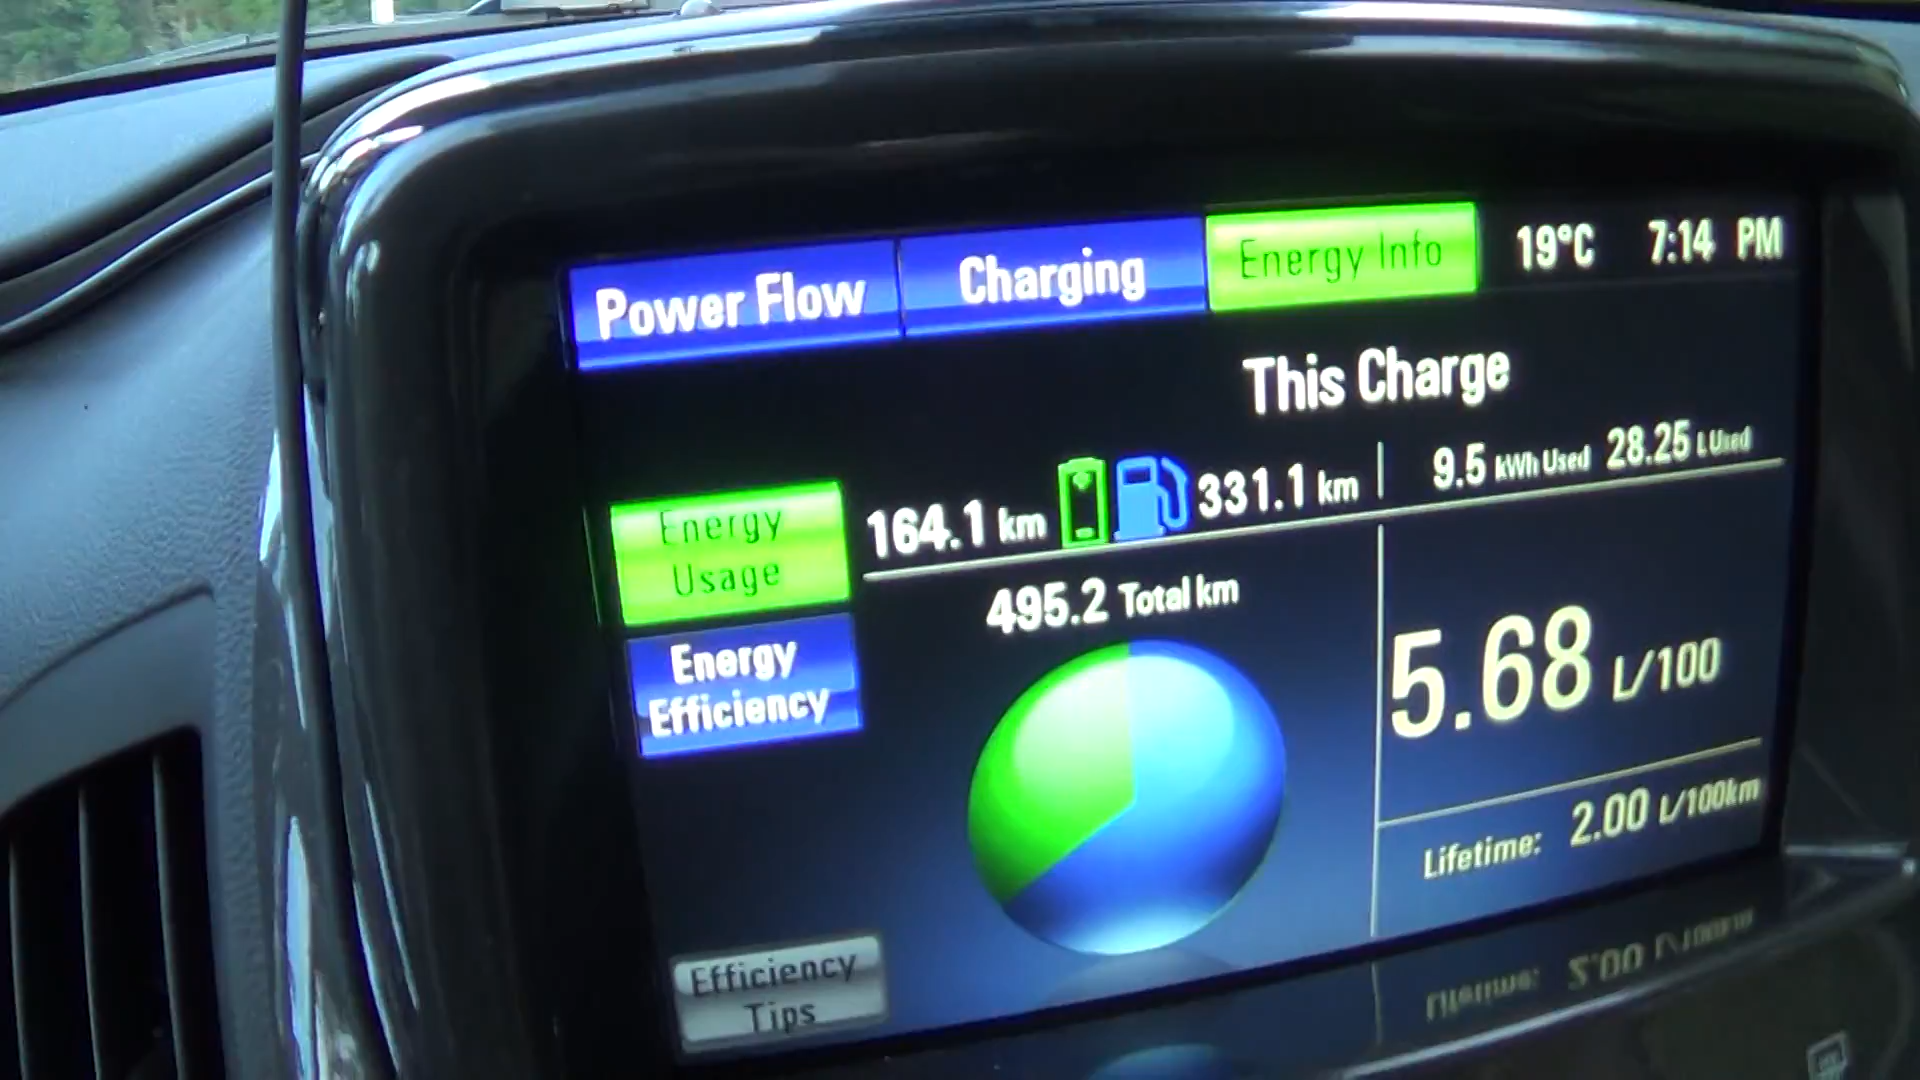 Power Flow Charging Energy Info 19°C 7:14 PM
This Charge
164.1 km 331.1 km 9.5 kWh Used 28.25 L Used
Energy
Usage
495.2 Total km
Energy
Efficiency
5.68 L/100
Lifetime: 2.00 L/100km
Efficiency
Tips